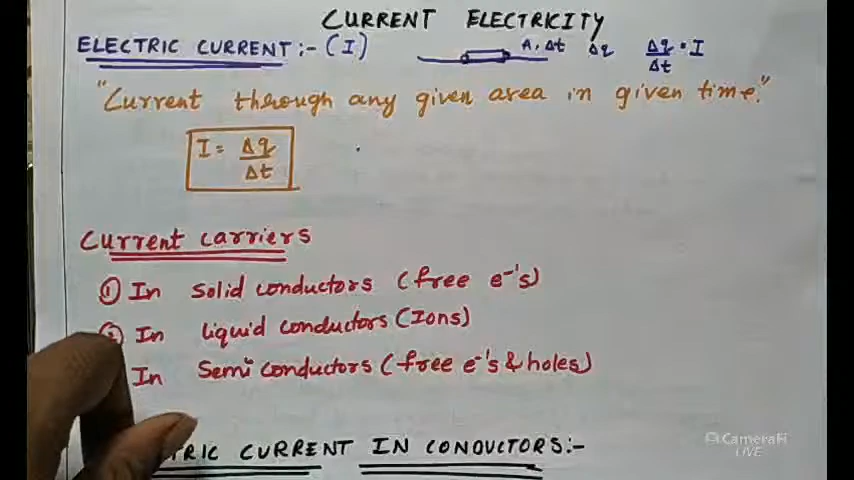 CURRENT ELECTRICITY
ELECTRIC CURRENT :- (I) A, Δt Δq Δq/Δt = I
"Current through any given area in given time."
I = Δq/Δt
Current carriers
① In solid conductors (free e⁻'s)
② In liquid conductors (Ions)
In Semi conductors (free e⁻'s & holes)
CURRENT IN CONDUCTORS :-
CameraFi
LIVE